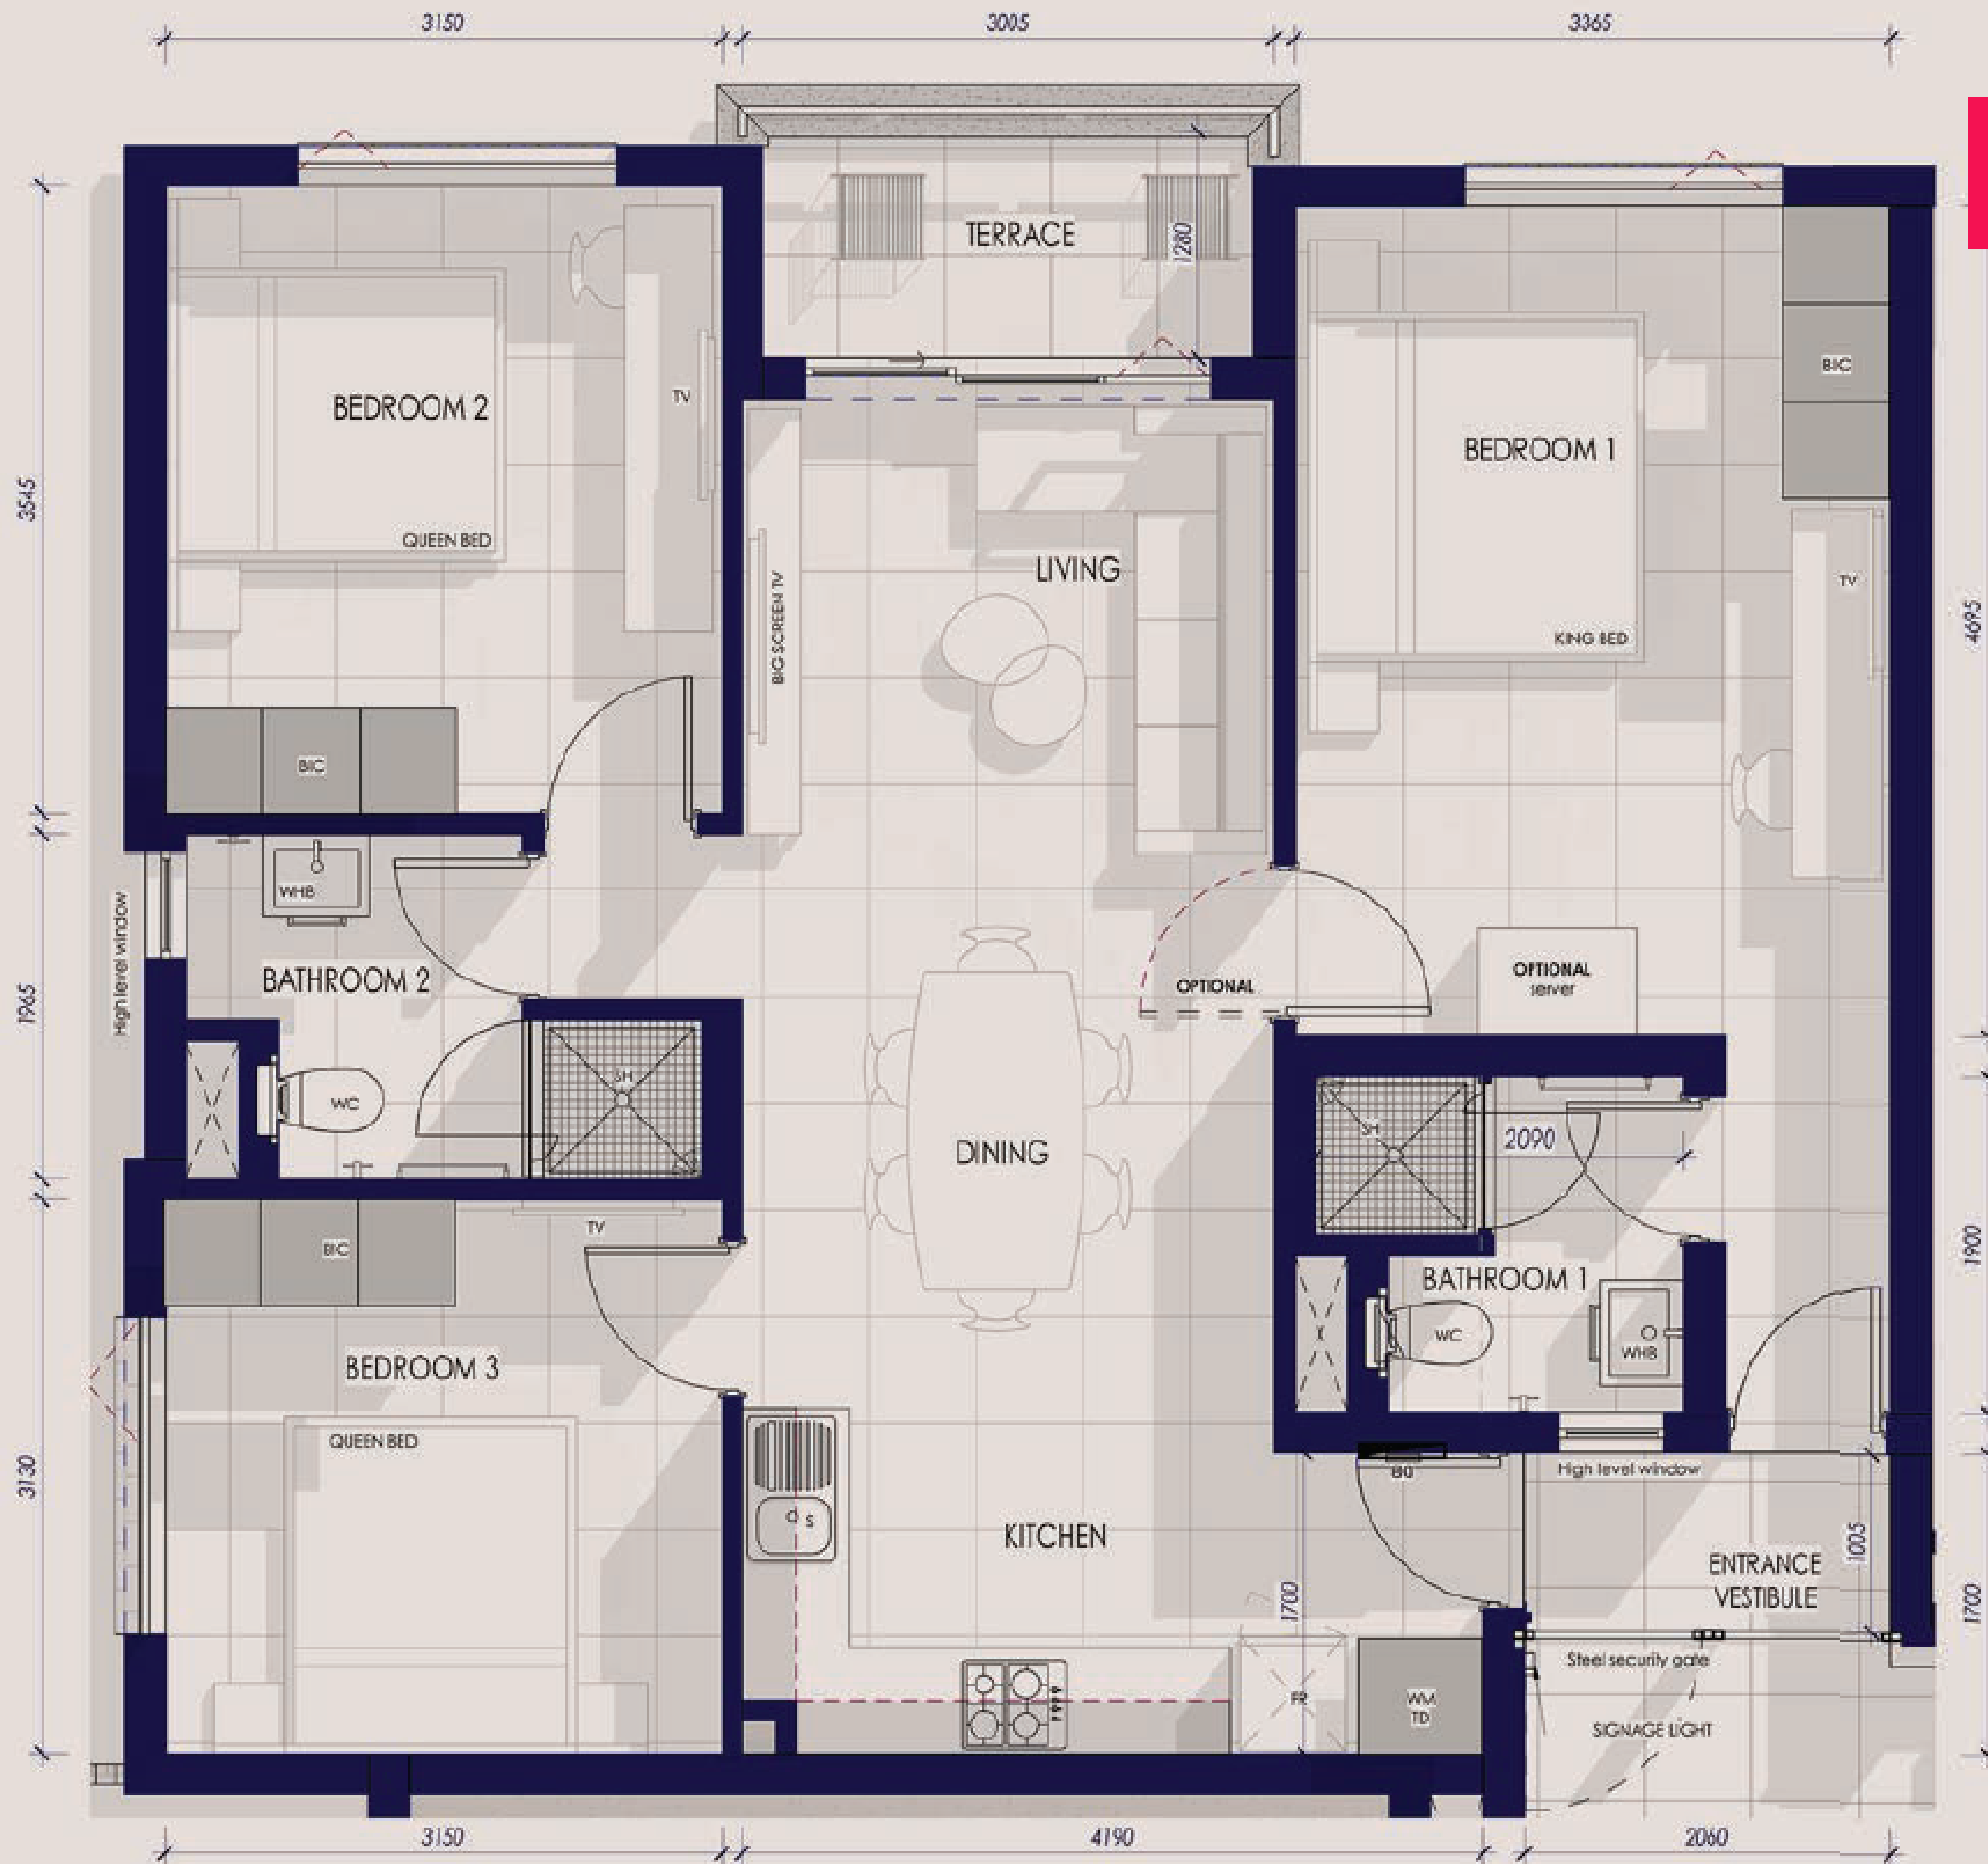 3150
3005
3365
TERRACE
1280
BEDROOM 2
TV
QUEEN BED
BIC
3545
BEDROOM 1
BIC
KING BED
TV
4695
LIVING
BIG SCREEN TV
WHB
BATHROOM 2
High level window
1965
WC
SH
OPTIONAL
OPTIONAL
server
DINING
SH
2090
BATHROOM 1
WC
WHB
1900
BIC
TV
BEDROOM 3
QUEEN BED
3130
S
KITCHEN
1700
FR
WM
TD
High level window
1005
ENTRANCE
VESTIBULE
1700
Steel security gate
SIGNAGE LIGHT
3150
4190
2060